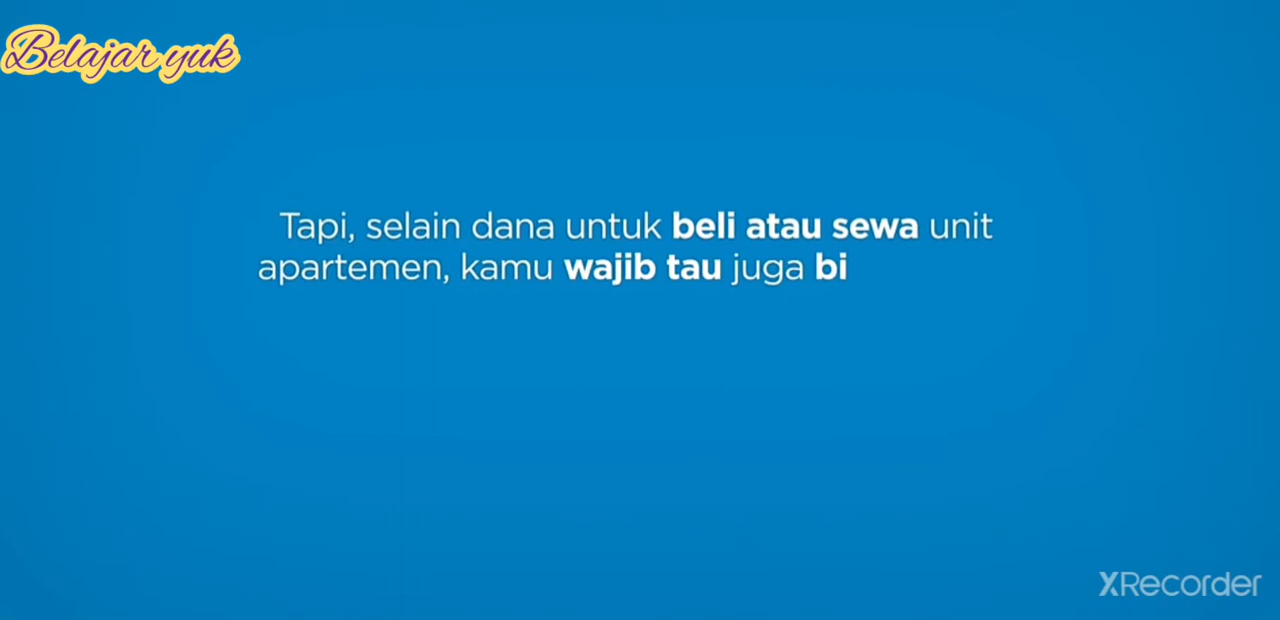 Belajar yuk
Tapi, selain dana untuk beli atau sewa unit
apartemen, kamu wajib tau juga bi
XRecorder